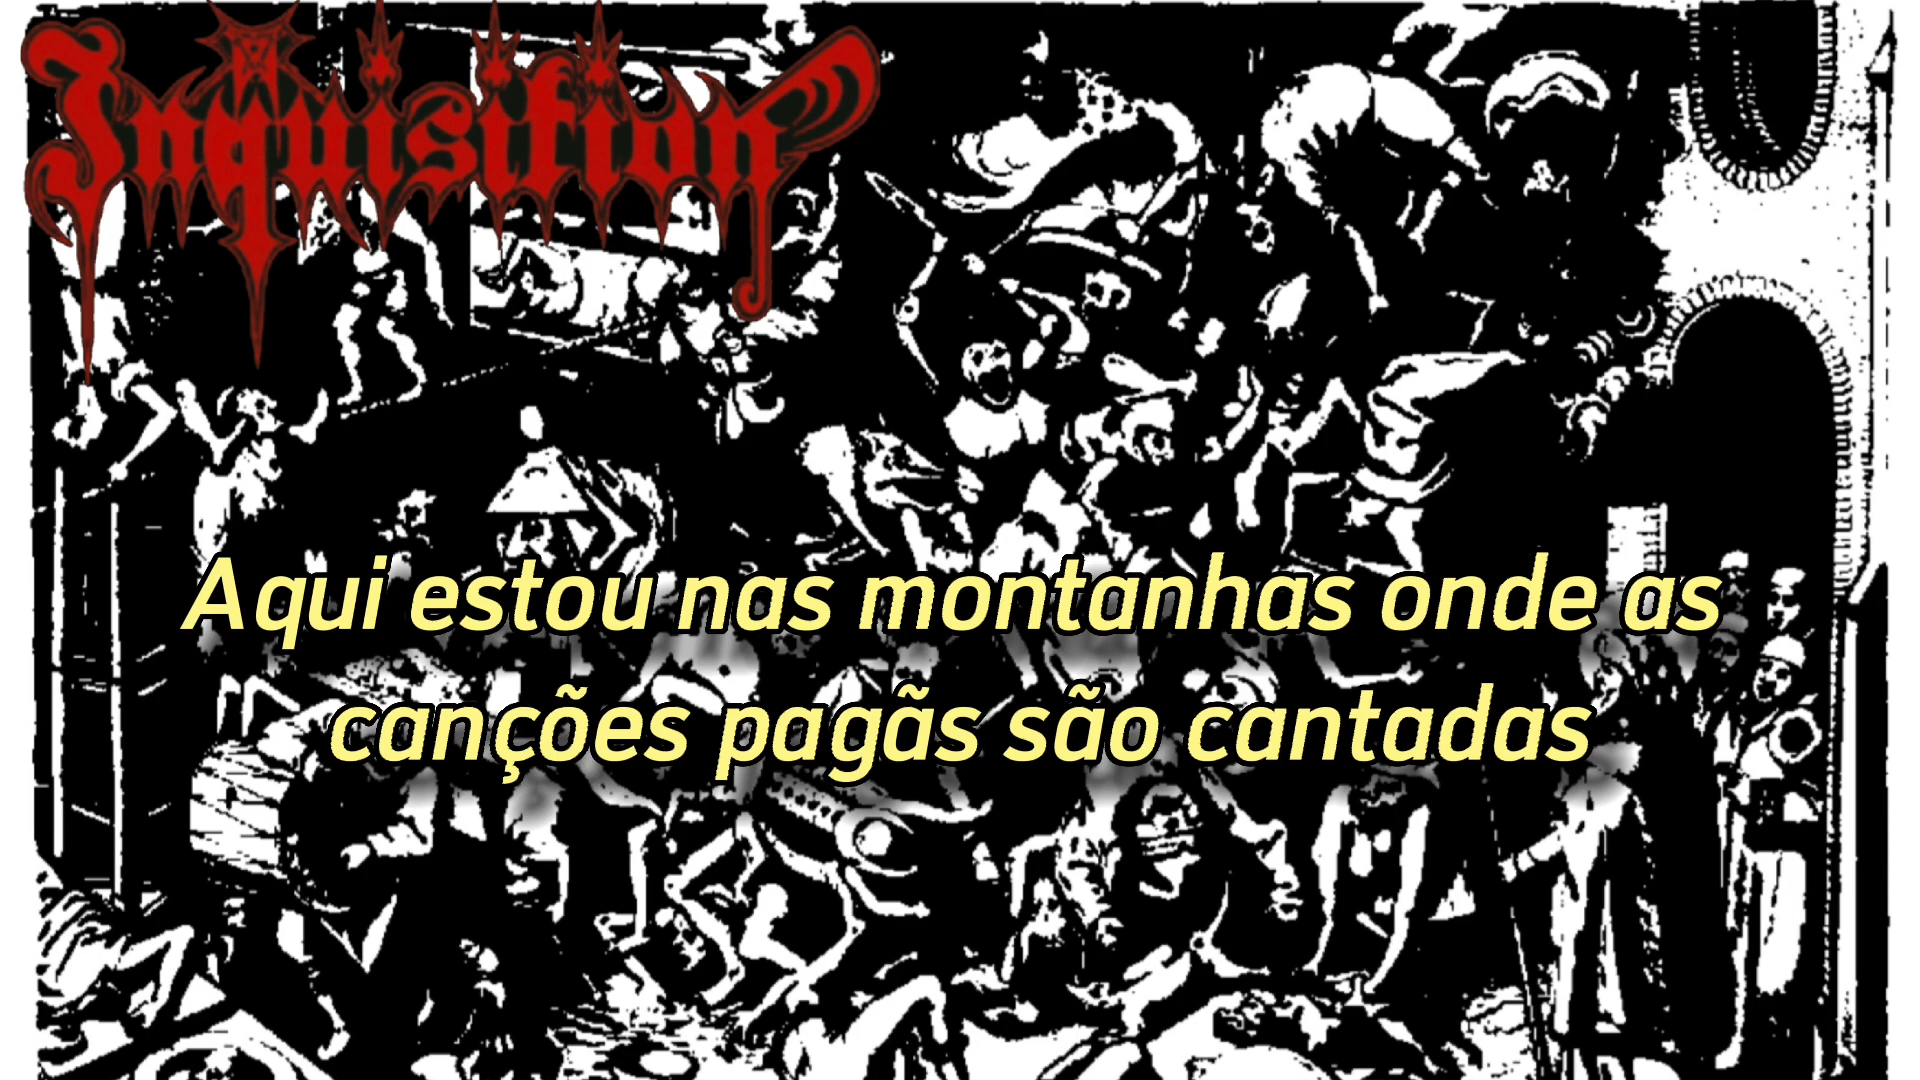 Inquisition
Aqui estou nas montanhas onde as
canções pagãs são cantadas